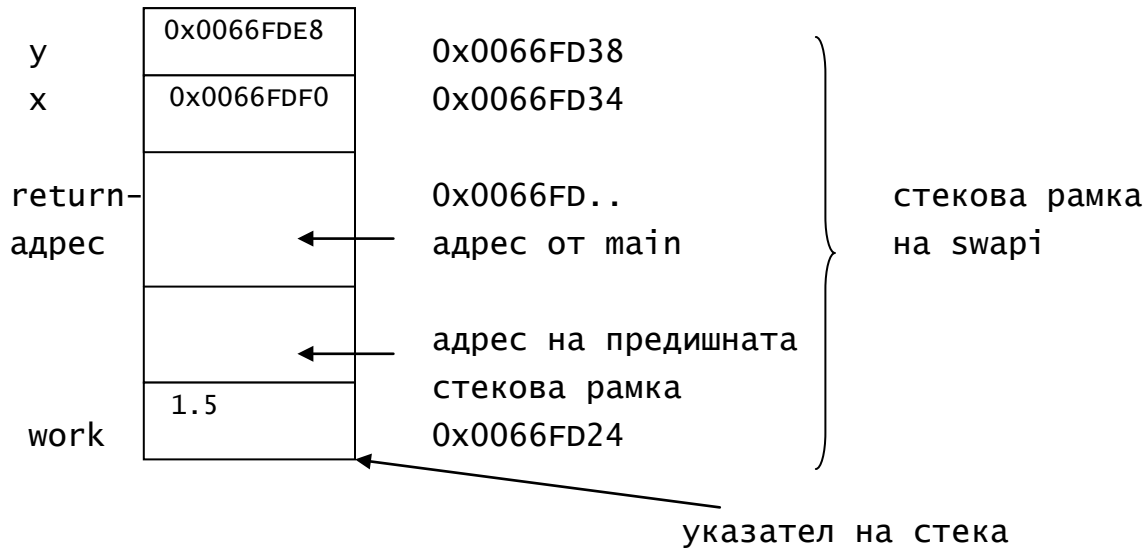 0x0066FDE8
y 0x0066FD38
x 0x0066FDF0 0x0066FD34
return- 0x0066FD.. стекова рамка
адрес адрес от main на swapi
адрес на предишната
стекова рамка
1.5
work 0x0066FD24
указател на стека